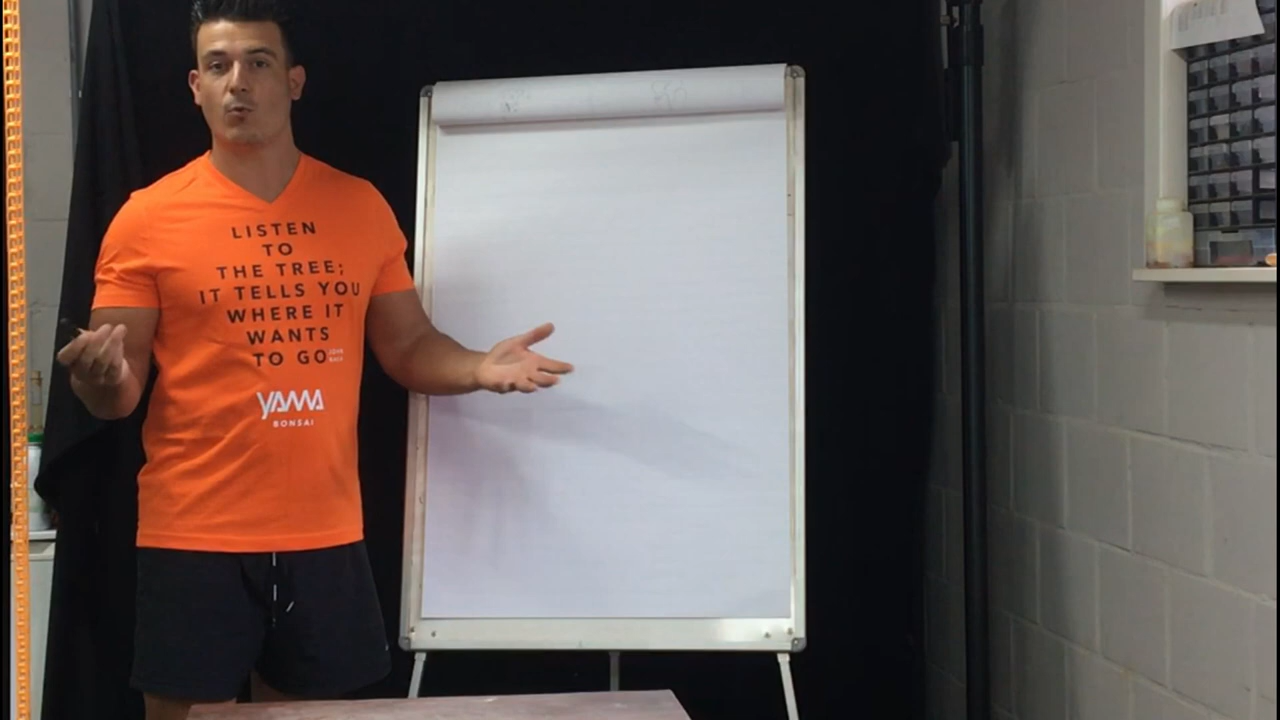 LISTEN
TO
THE TREE;
IT TELLS YOU
WHERE IT
WANTS
TO GO
YAMA
BONSAI